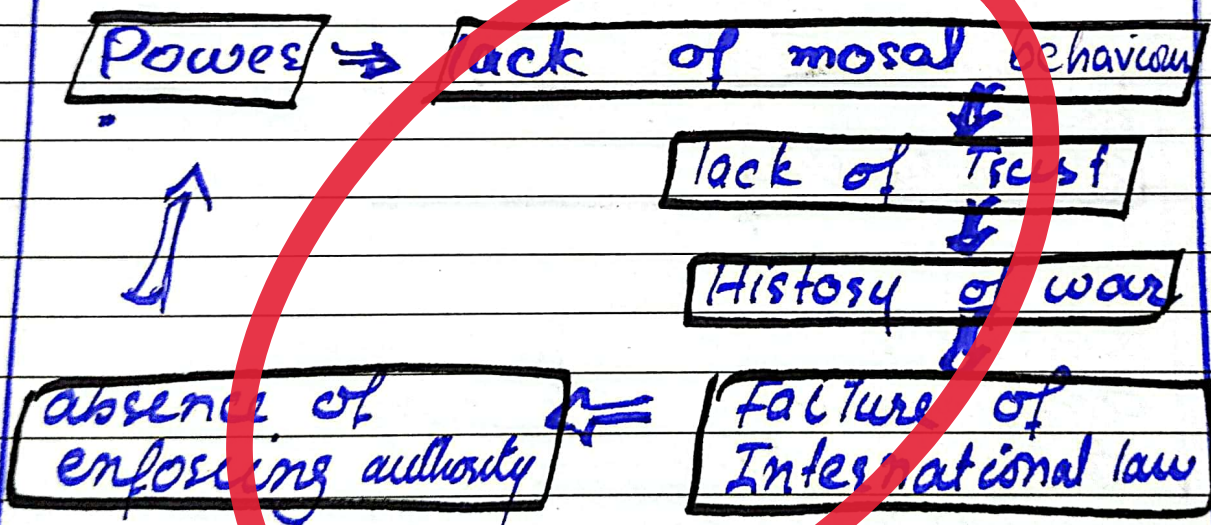 Power ⇒ lack of moral behaviour
lack of Trust
History of war
absence of Failure of
enforcing authority International law